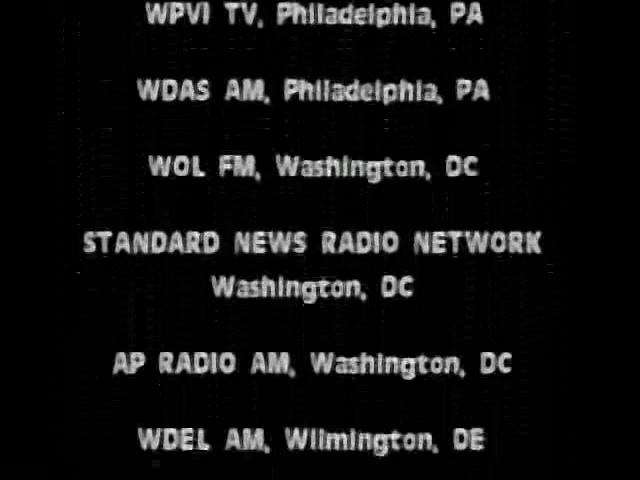 WPVI TV, Philadelphia, PA
WDAS AM, Philadelphia, PA
WOL FM, Washington, DC
STANDARD NEWS RADIO NETWORK
Washington, DC
AP RADIO AM, Washington, DC
WDEL AM, Wilmington, DE